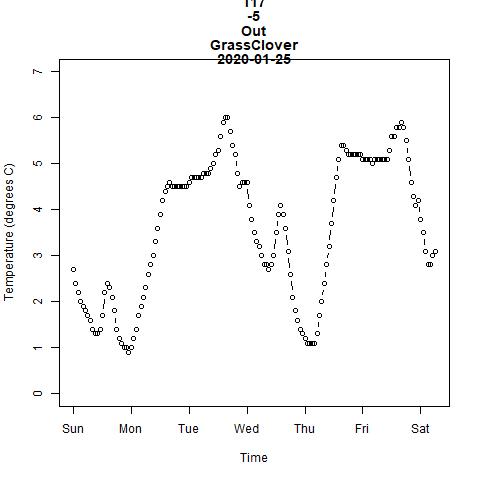 117
-5
Out
GrassClover
2020-01-25
Temperature (degrees C)
7
6
5
4
3
2
1
0
Sun Mon Tue Wed Thu Fri Sat
Time